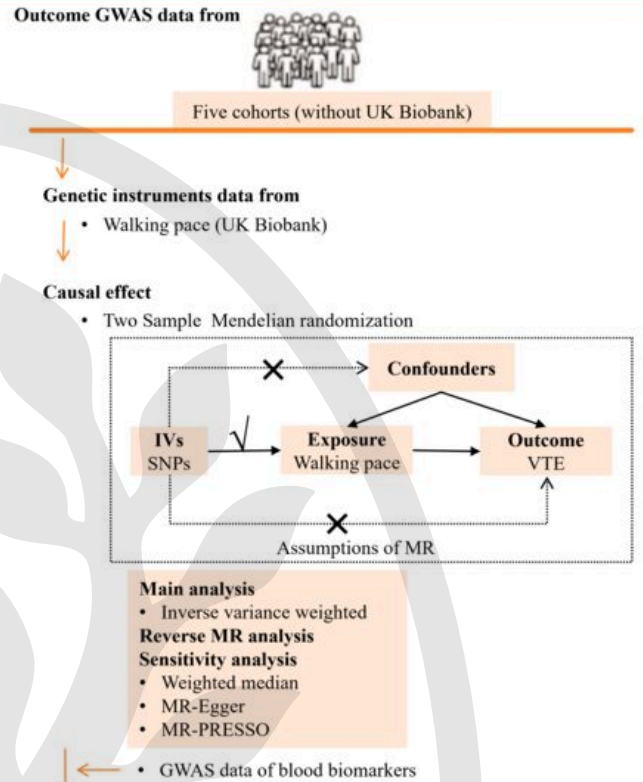 Outcome GWAS data from
Five cohorts (without UK Biobank)
Genetic instruments data from
• Walking pace (UK Biobank)
Causal effect
• Two Sample Mendelian randomization
Confounders
IVs
SNPs
Exposure
Walking pace
Outcome
VTE
Assumptions of MR
Main analysis
• Inverse variance weighted
Reverse MR analysis
Sensitivity analysis
• Weighted median
• MR-Egger
• MR-PRESSO
• GWAS data of blood biomarkers